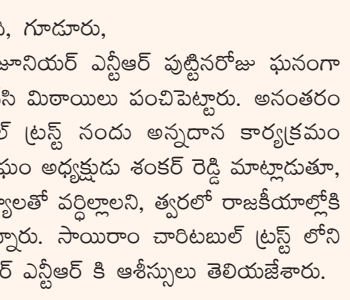 గూడూరు,
జూనియర్ ఎన్టీఆర్ పుట్టినరోజు ఘనంగా
మిఠాయిలు పంచిపెట్టారు. అనంతరం
ట్రస్ట్ నందు అన్నదాన కార్యక్రమం
అధ్యక్షుడు శంకర్ రెడ్డి మాట్లాడుతూ,
వర్ధిల్లాలని, త్వరలో రాజకీయాల్లోకి
సాయిరాం చారిటబుల్ ట్రస్ట్ లోని
ఎన్టీఆర్ కి ఆశీస్సులు తెలియజేశారు.